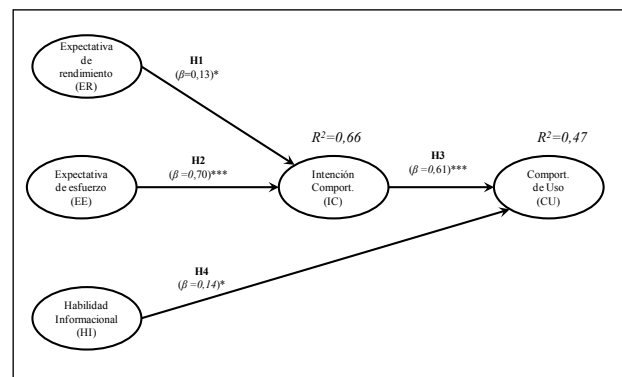 Expectativa
de
rendimiento
(ER)
H1
(β=0,13)*
R²=0,66
R²=0,47
Expectativa
de esfuerzo
(EE)
H2
(β =0,70)***
Intención
Comport.
(IC)
H3
(β =0,61)***
Comport.
de Uso
(CU)
H4
(β =0,14)*
Habilidad
Informacional
(HI)